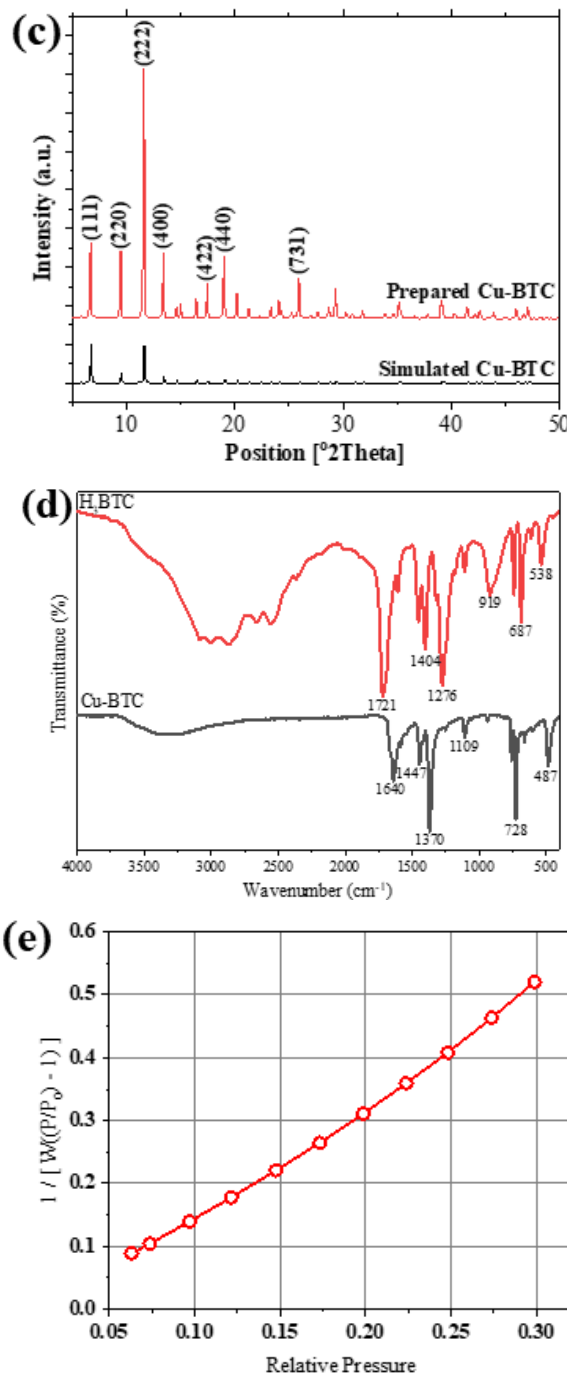 (c)
(111)
(220)
(222)
(400)
(422)
(440)
(731)
Prepared Cu-BTC
Simulated Cu-BTC
Intensity (a.u.)
10 20 30 40 50
Position [°2Theta]
(d)
H₃BTC
538
919
687
1404
1721
1276
Cu-BTC
1109
1447
1640
487
728
1370
Transmittance (%)
4000 3500 3000 2500 2000 1500 1000 500
Wavenumber (cm⁻¹)
(e)
0.6
0.5
0.4
0.3
0.2
0.1
0.0
1 / [ W((P/P₀) - 1) ]
0.05 0.10 0.15 0.20 0.25 0.30
Relative Pressure